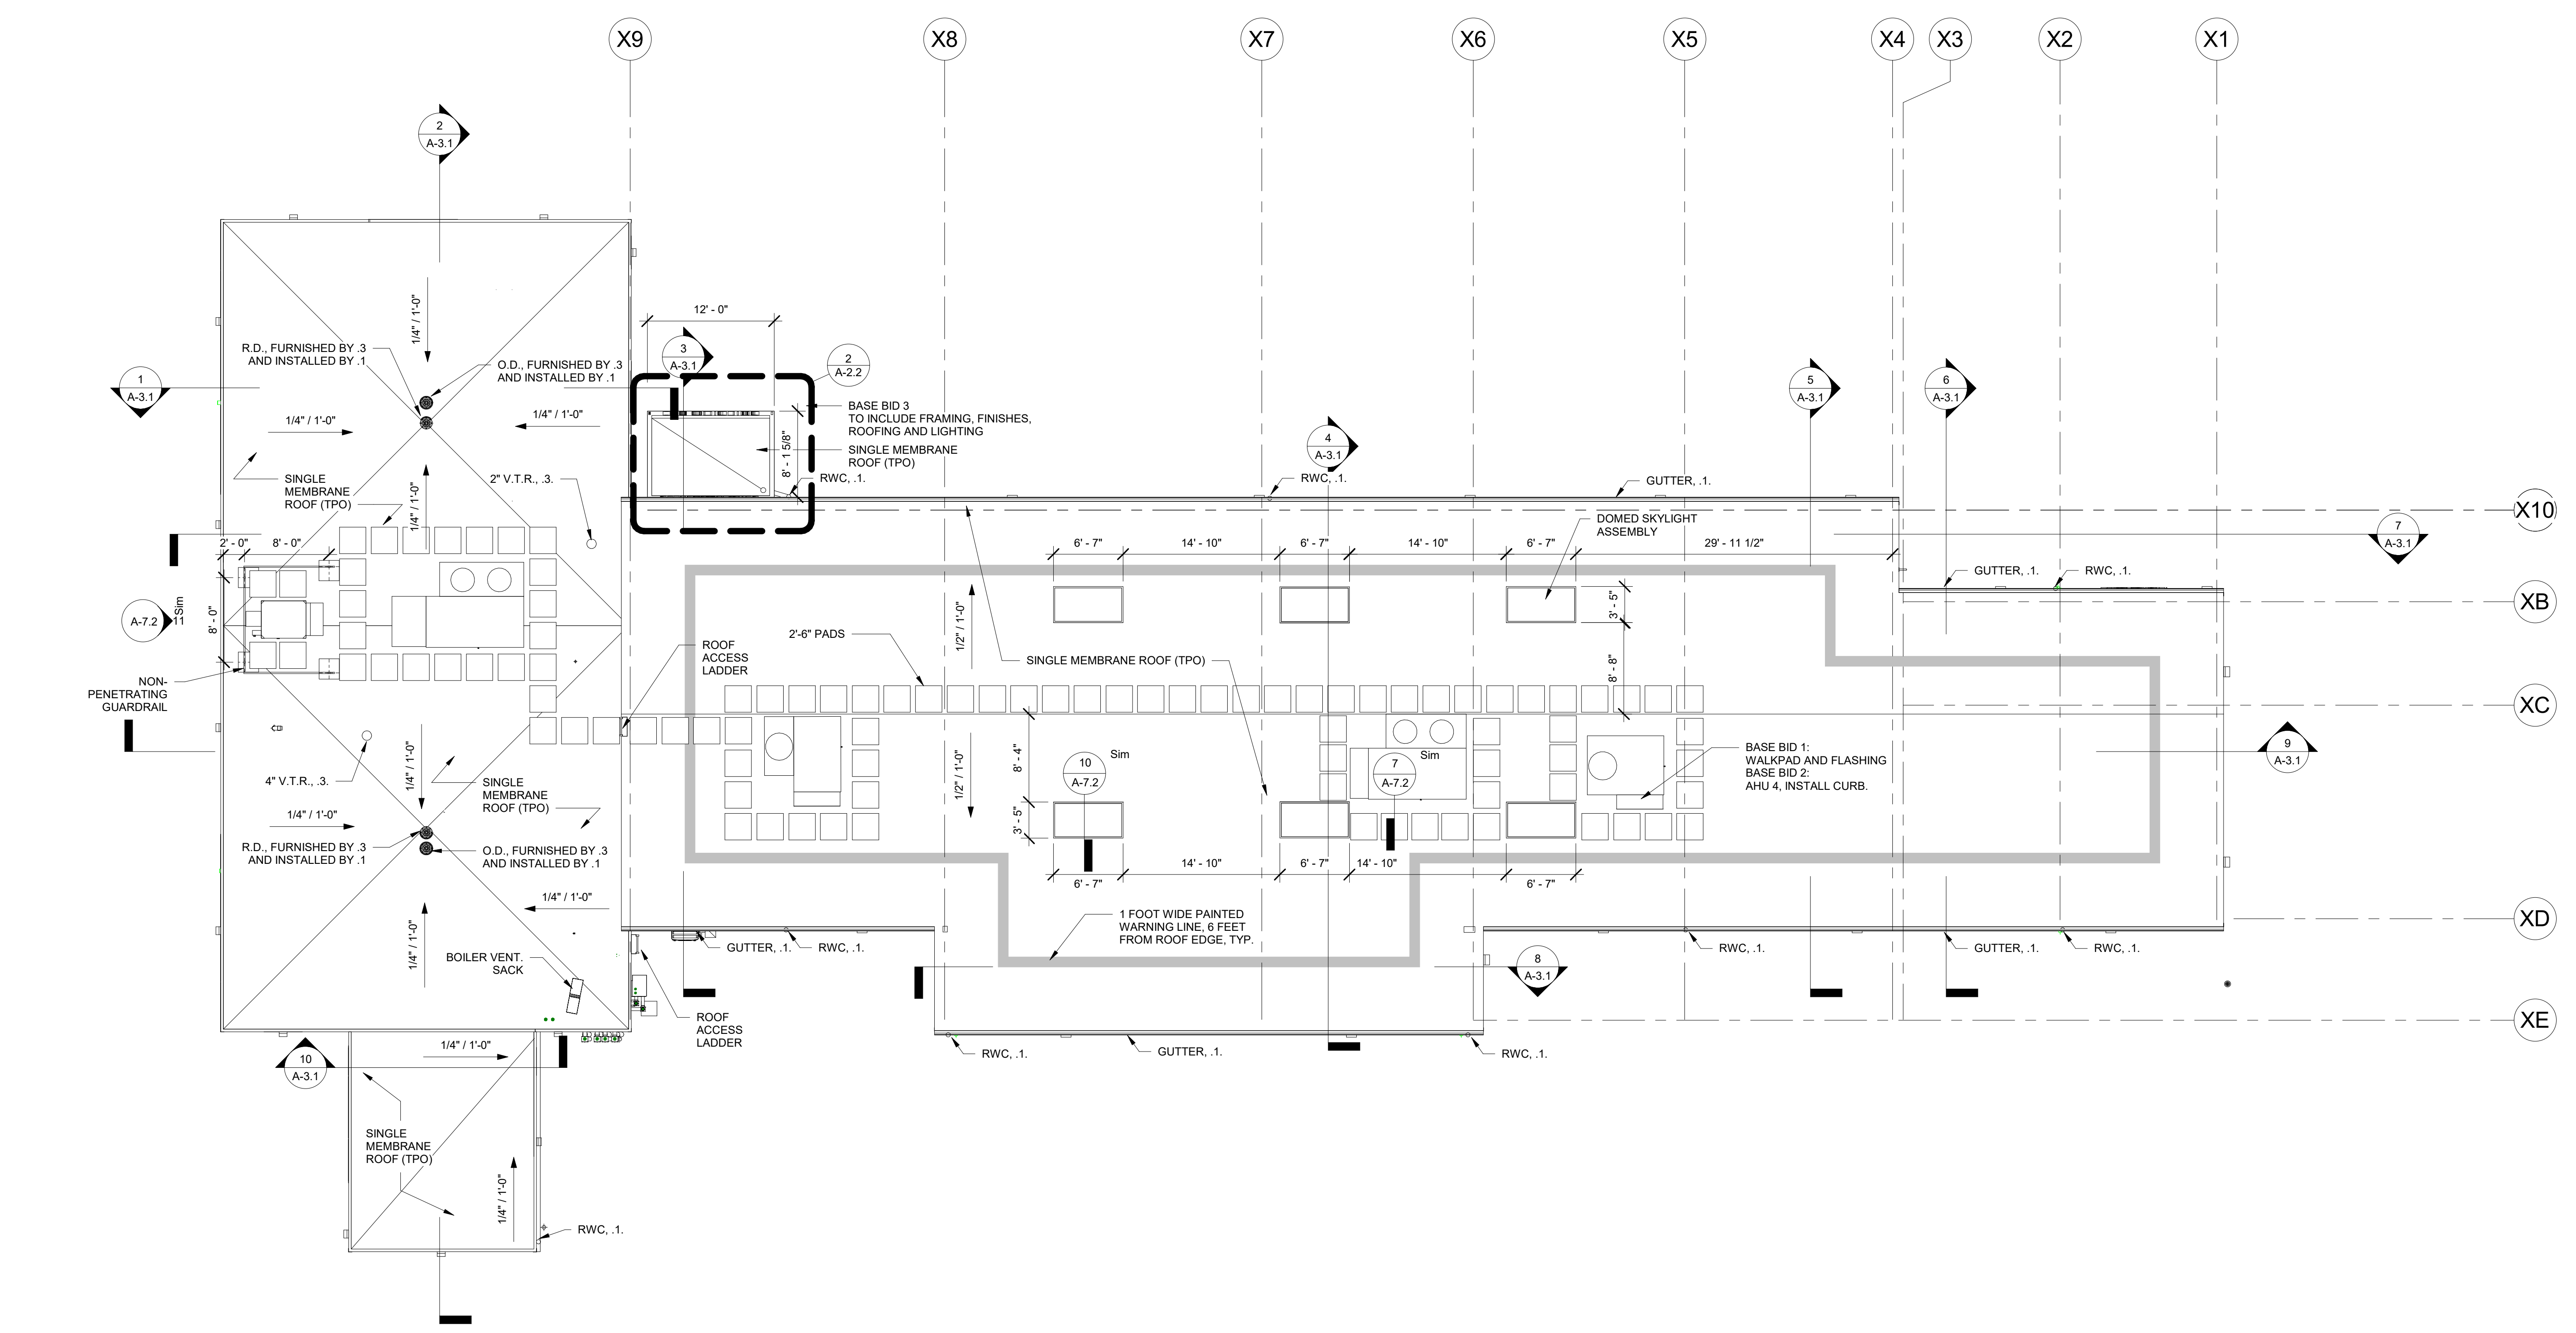 X9
X8
X7
X6
X5
X4
X3
X2
X1
2
A-3.1
12' - 0"
3
A-3.1
2
A-2.2
R.D., FURNISHED BY .3
AND INSTALLED BY .1
1/4" / 1'-0"
O.D., FURNISHED BY .3
AND INSTALLED BY .1
1
A-3.1
5
A-3.1
6
A-3.1
BASE BID 3
TO INCLUDE FRAMING, FINISHES,
ROOFING AND LIGHTING
1/4" / 1'-0"
1/4" / 1'-0"
4
A-3.1
SINGLE MEMBRANE
ROOF (TPO)
8' - 1 5/8"
SINGLE
MEMBRANE
ROOF (TPO)
1/4" / 1'-0"
2" V.T.R., .3.
RWC, .1.
RWC, .1.
GUTTER, .1.
X10
DOMED SKYLIGHT
ASSEMBLY
7
A-3.1
2' - 0"
8' - 0"
6' - 7"
14' - 10"
6' - 7"
14' - 10"
6' - 7"
29' - 11 1/2"
GUTTER, .1.
RWC, .1.
XB
A-7.2
11
Sim
8' - 0"
1/2" / 1'-0"
3' - 5"
2'-6" PADS
ROOF
ACCESS
LADDER
SINGLE MEMBRANE ROOF (TPO)
8' - 8"
NON-
PENETRATING
GUARDRAIL
XC
1/4" / 1'-0"
4" V.T.R., .3.
SINGLE
MEMBRANE
ROOF (TPO)
1/2" / 1'-0"
8' - 4"
10
A-7.2
Sim
7
A-7.2
Sim
BASE BID 1:
WALKPAD AND FLASHING
BASE BID 2:
AHU 4, INSTALL CURB.
9
A-3.1
1/4" / 1'-0"
3' - 5"
R.D., FURNISHED BY .3
AND INSTALLED BY .1
O.D., FURNISHED BY .3
AND INSTALLED BY .1
6' - 7"
14' - 10"
6' - 7"
14' - 10"
6' - 7"
1/4" / 1'-0"
1 FOOT WIDE PAINTED
WARNING LINE, 6 FEET
FROM ROOF EDGE, TYP.
XD
1/4" / 1'-0"
BOILER VENT.
SACK
GUTTER, .1.
RWC, .1.
RWC, .1.
GUTTER, .1.
RWC, .1.
8
A-3.1
ROOF
ACCESS
LADDER
XE
10
A-3.1
1/4" / 1'-0"
RWC, .1.
GUTTER, .1.
RWC, .1.
SINGLE
MEMBRANE
ROOF (TPO)
1/4" / 1'-0"
RWC, .1.